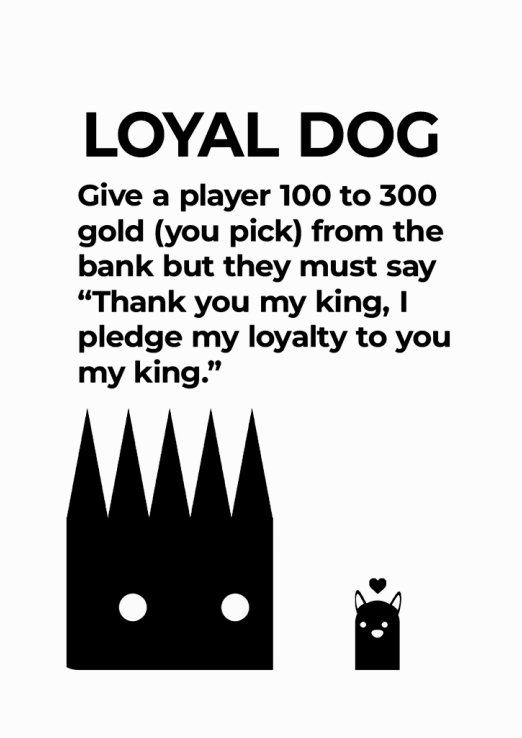 LOYAL DOG
Give a player 100 to 300
gold (you pick) from the
bank but they must say
“Thank you my king, I
pledge my loyalty to you
my king.”